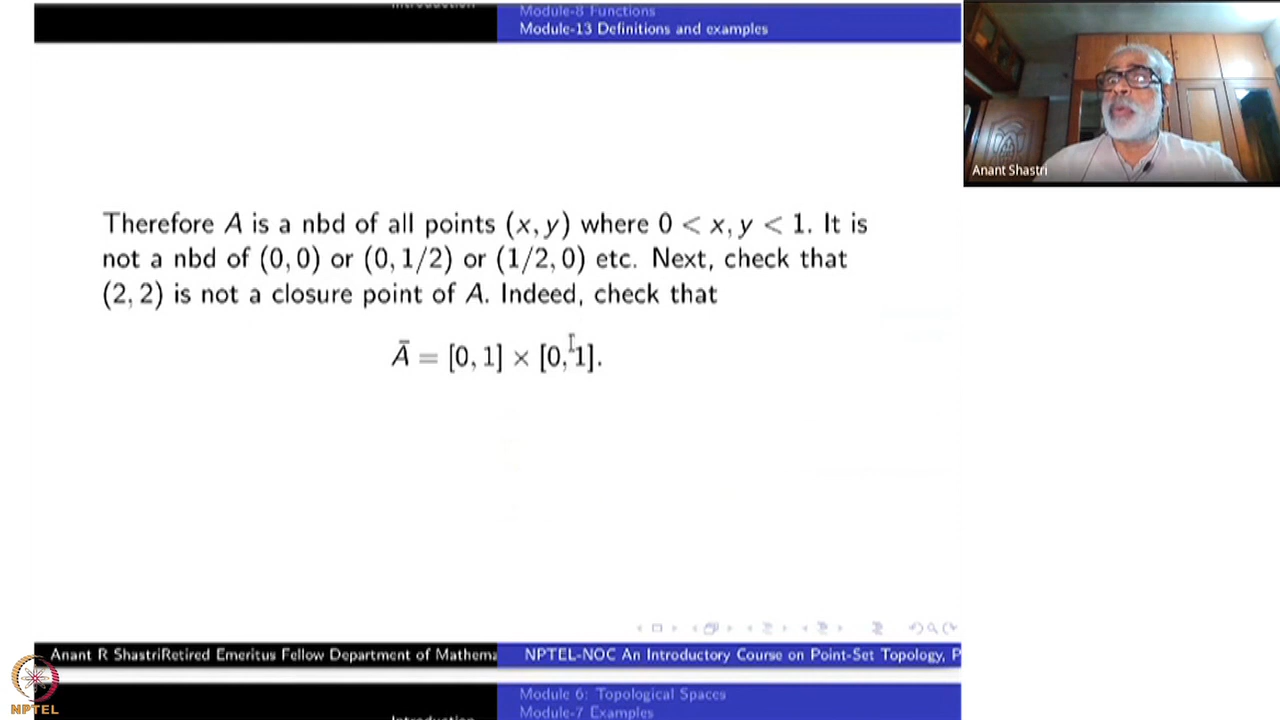 Introduction
Module-8 Functions
Module-13 Definitions and examples
Anant Shastri
Therefore A is a nbd of all points (x, y) where 0 < x, y < 1. It is
not a nbd of (0, 0) or (0, 1/2) or (1/2, 0) etc. Next, check that
(2, 2) is not a closure point of A. Indeed, check that
Ā = [0, 1] × [0, 1].
Anant R ShastriRetired Emeritus Fellow Department of Mathema
NPTEL-NOC An Introductory Course on Point-Set Topology, P
Module 6: Topological Spaces
Module-7 Examples
Introduction
NPTEL